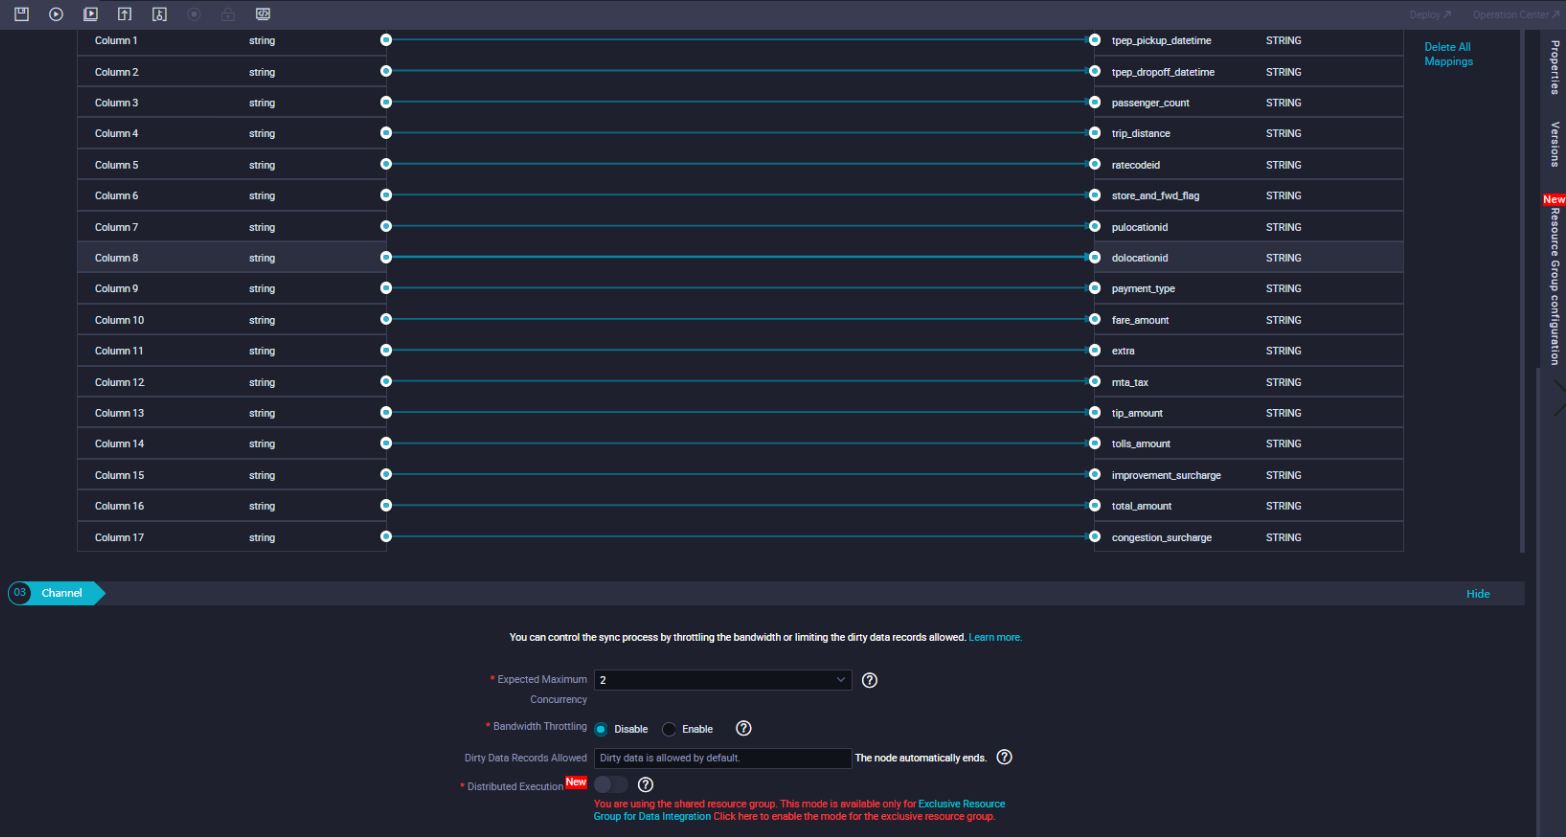 Deploy Operation Center
Column 1 string tpep_pickup_datetime STRING
Delete All
Mappings
Column 2 string tpep_dropoff_datetime STRING
Column 3 string passenger_count STRING
Column 4 string trip_distance STRING
Column 5 string ratecodeid STRING
Column 6 string store_and_fwd_flag STRING
Column 7 string pulocationid STRING
Column 8 string dolocationid STRING
Column 9 string payment_type STRING
Column 10 string fare_amount STRING
Column 11 string extra STRING
Column 12 string mta_tax STRING
Column 13 string tip_amount STRING
Column 14 string tolls_amount STRING
Column 15 string improvement_surcharge STRING
Column 16 string total_amount STRING
Column 17 string congestion_surcharge STRING
Properties
Versions
New
Resource Group configuration
03 Channel Hide
You can control the sync process by throttling the bandwidth or limiting the dirty data records allowed. Learn more.
* Expected Maximum 2
Concurrency
* Bandwidth Throttling Disable Enable
Dirty Data Records Allowed Dirty data is allowed by default. The node automatically ends.
* Distributed Execution New
You are using the shared resource group. This mode is available only for Exclusive Resource
Group for Data Integration Click here to enable the mode for the exclusive resource group.